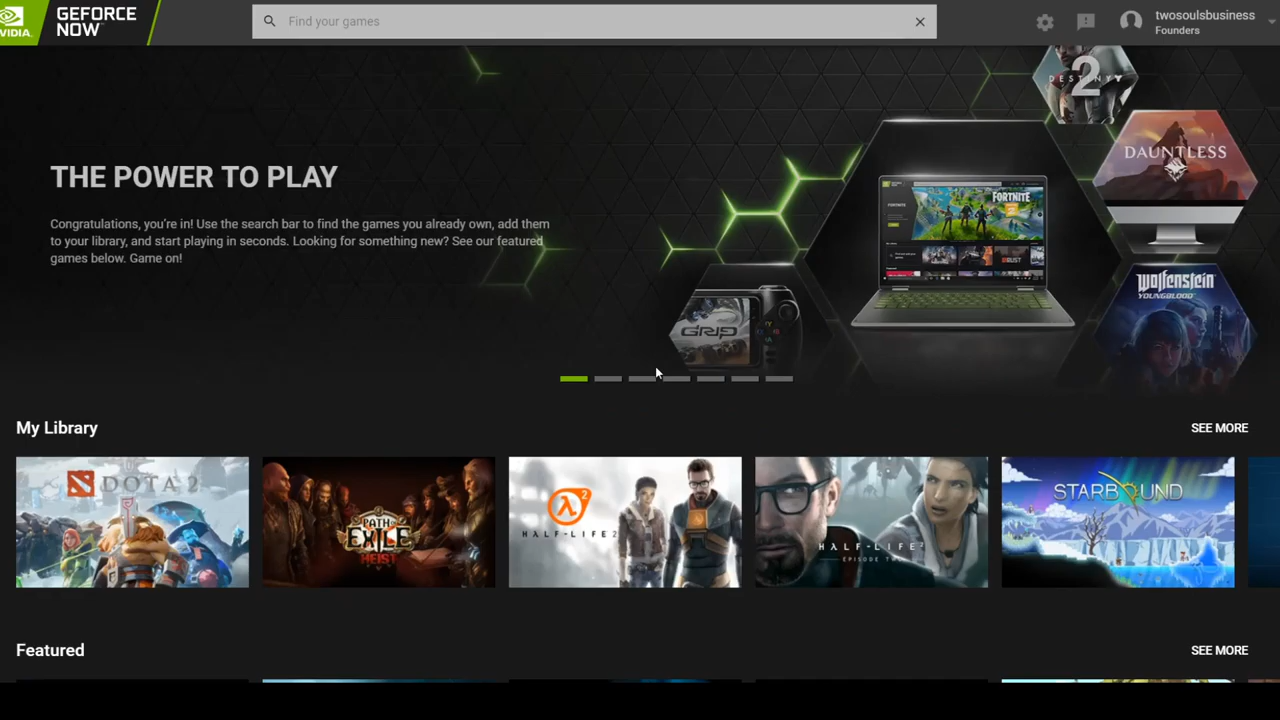 VIDIA.
GEFORCE
NOW
Find your games
twosoulsbusiness
Founders
THE POWER TO PLAY
Congratulations, you're in! Use the search bar to find the games you already own, add them
to your library, and start playing in seconds. Looking for something new? See our featured
games below. Game on!
DESTINY
2
DAUNTLESS
FORTNITE
GRIP
Wolfenstein
YOUNGBLOOD
My Library
SEE MORE
DOTA 2
PATH OF
EXILE
HEIST
2
HALF-LIFE 2
HALF-LIFE 2
EPISODE TWO
STARBOUND
Featured
SEE MORE